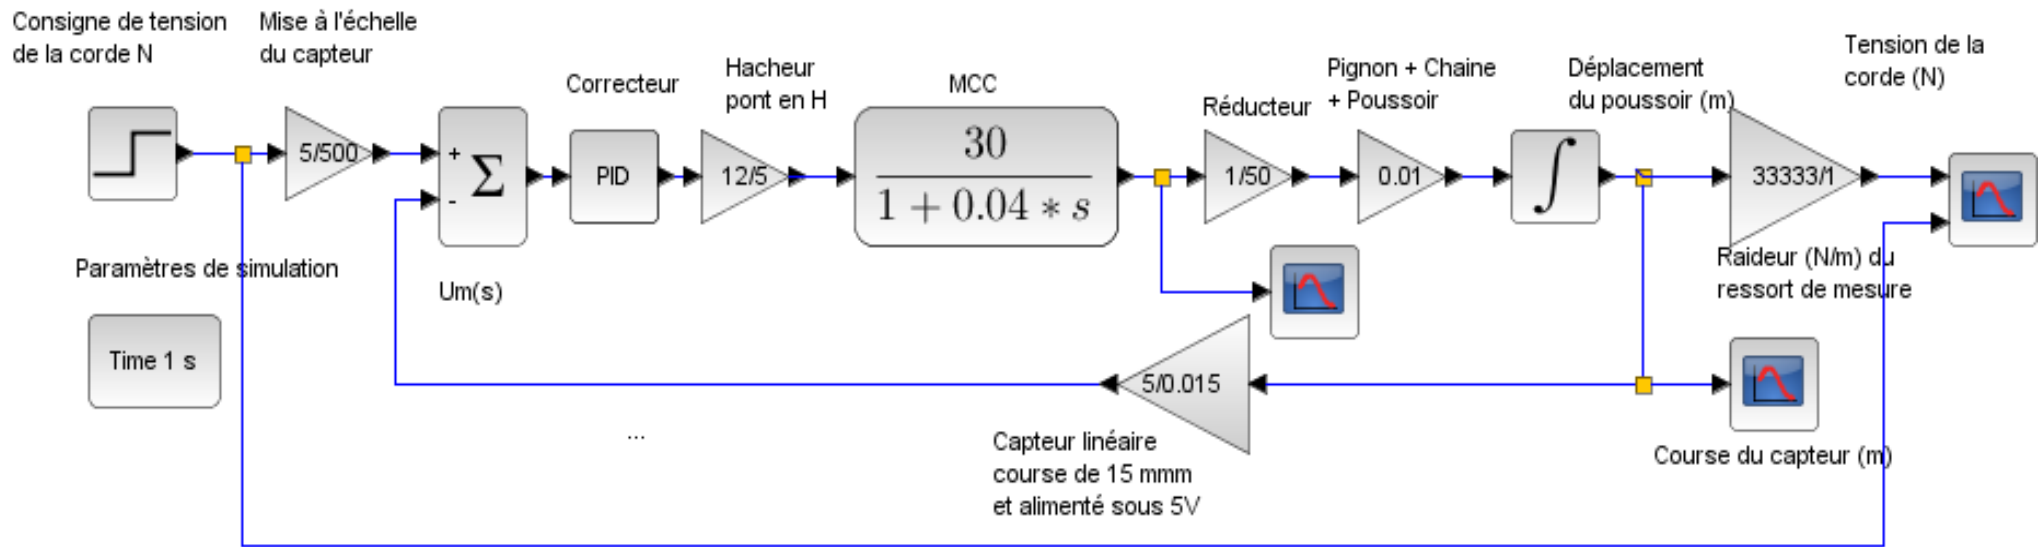 Consigne de tension
de la corde N
Mise à l'échelle
du capteur
Correcteur
Hacheur
pont en H
MCC
Réducteur
Pignon + Chaine
+ Poussoir
Déplacement
du poussoir (m)
Tension de la
corde (N)
5/500
+
-
Σ
PID
12/5
30
1 + 0.04 * s
1/50
0.01
∫
33333/1
Paramètres de simulation
Um(s)
Raideur (N/m) du
ressort de mesure
Time 1 s
5/0.015
...
Capteur linéaire
course de 15 mmm
et alimenté sous 5V
Course du capteur (m)